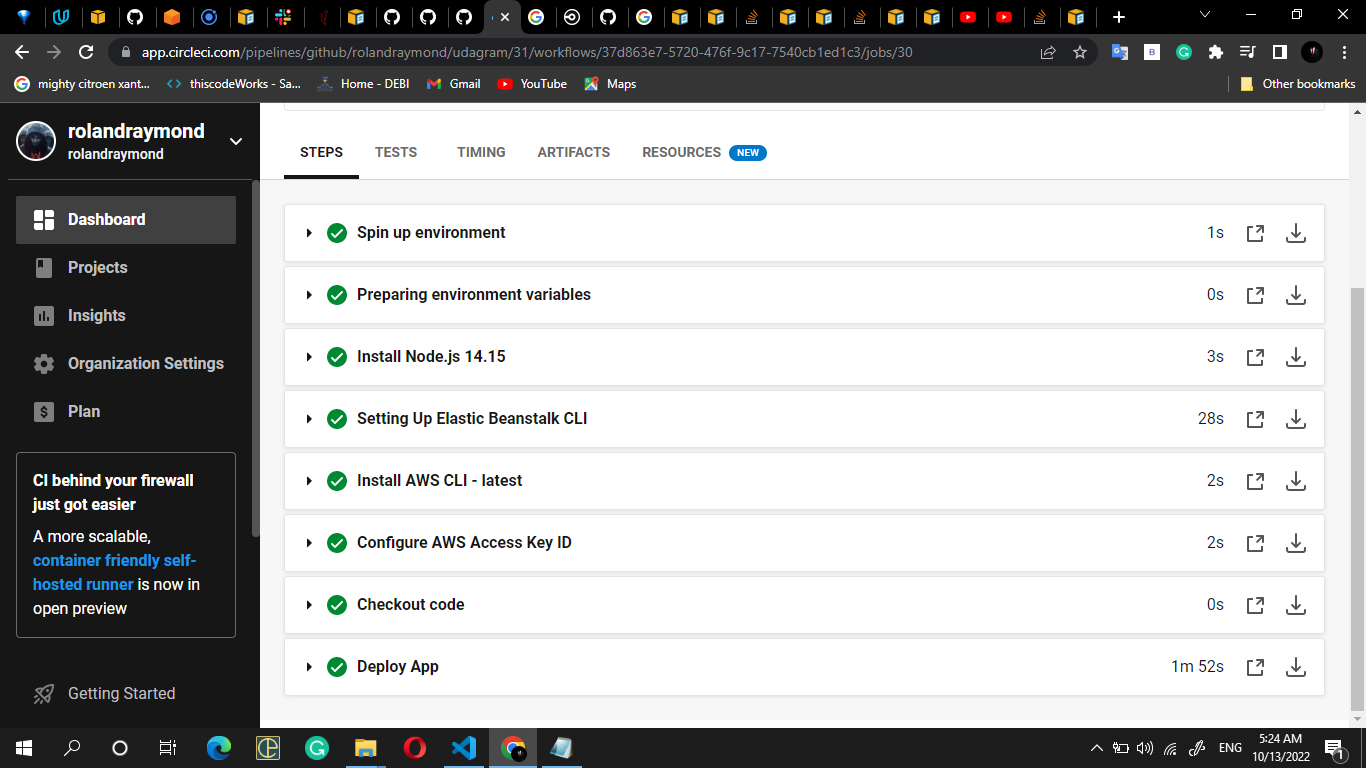 app.circleci.com/pipelines/github/rolandraymond/udagram/31/workflows/37d863e7-5720-476f-9c17-7540cb1ed1c3/jobs/30
mighty citroen xant...
thiscodeWorks - Sa...
Home - DEBI
Gmail
YouTube
Maps
Other bookmarks
rolandraymond
rolandraymond
Dashboard
Projects
Insights
Organization Settings
Plan
CI behind your firewall
just got easier
A more scalable,
container friendly self-
hosted runner is now in
open preview
Getting Started
STEPS
TESTS
TIMING
ARTIFACTS
RESOURCES
NEW
Spin up environment
1s
Preparing environment variables
0s
Install Node.js 14.15
3s
Setting Up Elastic Beanstalk CLI
28s
Install AWS CLI - latest
2s
Configure AWS Access Key ID
2s
Checkout code
0s
Deploy App
1m 52s
ENG
5:24 AM
10/13/2022
1